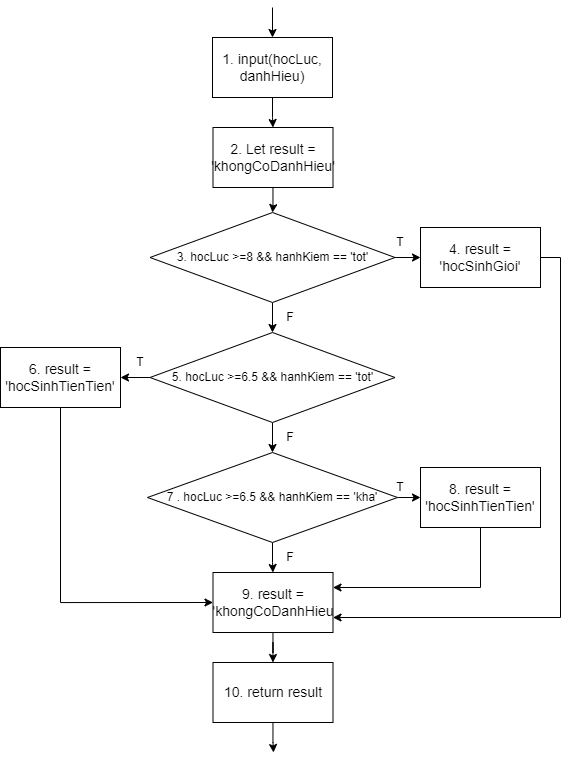 1. input(hocLuc,
danhHieu)
2. Let result =
'khongCoDanhHieu'
3. hocLuc >=8 && hanhKiem == 'tot'
T
4. result =
'hocSinhGioi'
F
T
6. result =
'hocSinhTienTien'
5. hocLuc >=6.5 && hanhKiem == 'tot'
F
7 . hocLuc >=6.5 && hanhKiem == 'kha'
T
8. result =
'hocSinhTienTien'
F
9. result =
'khongCoDanhHieu
10. return result